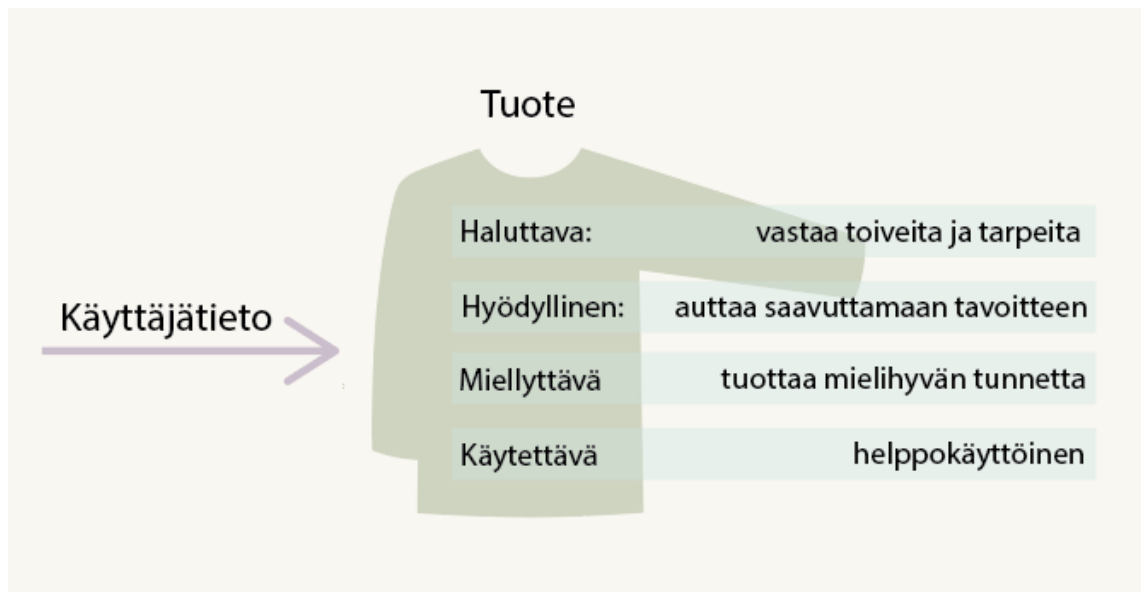 Tuote
Haluttava: vastaa toiveita ja tarpeita
Käyttäjätieto
Hyödyllinen: auttaa saavuttamaan tavoitteen
Miellyttävä tuottaa mielihyvän tunnetta
Käytettävä helppokäyttöinen